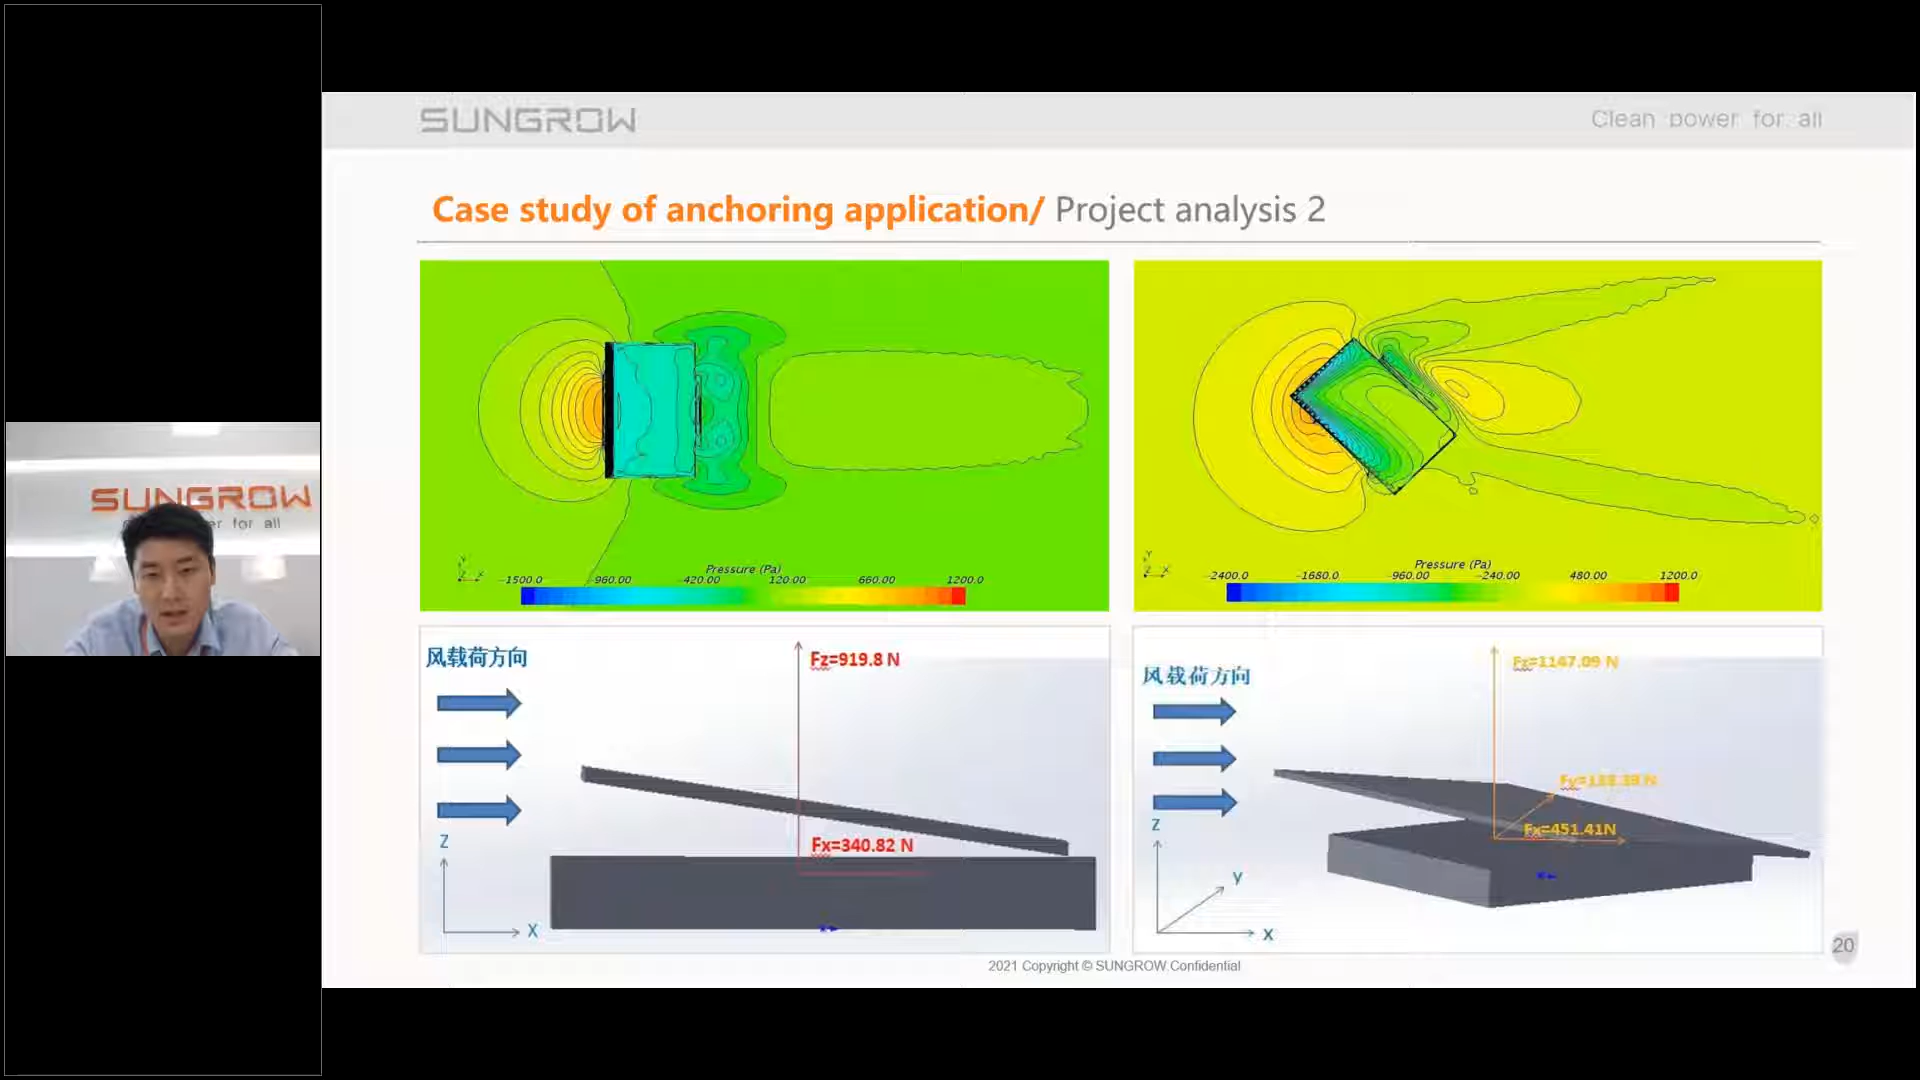 SUNGROW
Clean power for all
Case study of anchoring application/ Project analysis 2
Y
Z X
Pressure (Pa)
-1500.0 -960.00 -420.00 120.00 660.00 1200.0
Y
Z X
Pressure (Pa)
-2400.0 -1680.0 -960.00 -240.00 480.00 1200.0
风载荷方向
Fz=919.8 N
Fx=340.82 N
Z
X
风载荷方向
Fz=1147.09 N
Fx=451.41N
Z
y
X
SUNGROW
er for all
2021 Copyright © SUNGROW Confidential
20